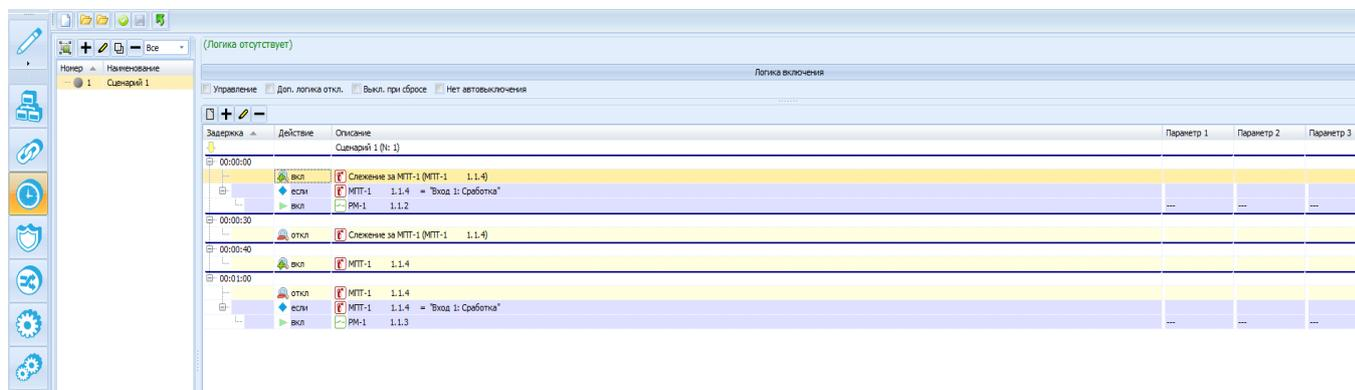 Все
Номер Наименование
1 Сценарий 1
(Логика отсутствует)
Логика включения
Управление Доп. логика откл. Выкл. при сбросе Нет автовыключения
Задержка Действие Описание Параметр 1 Параметр 2 Параметр 3
Сценарий 1 (N: 1)
00:00:00
вкл Слежение за МПТ-1 (МПТ-1 1.1.4)
если МПТ-1 1.1.4 = "Вход 1: Сработка"
вкл РМ-1 1.1.2 --- --- ---
00:00:30
откл Слежение за МПТ-1 (МПТ-1 1.1.4)
00:00:40
вкл МПТ-1 1.1.4
00:01:00
откл МПТ-1 1.1.4
если МПТ-1 1.1.4 = "Вход 1: Сработка"
вкл РМ-1 1.1.3 --- --- ---